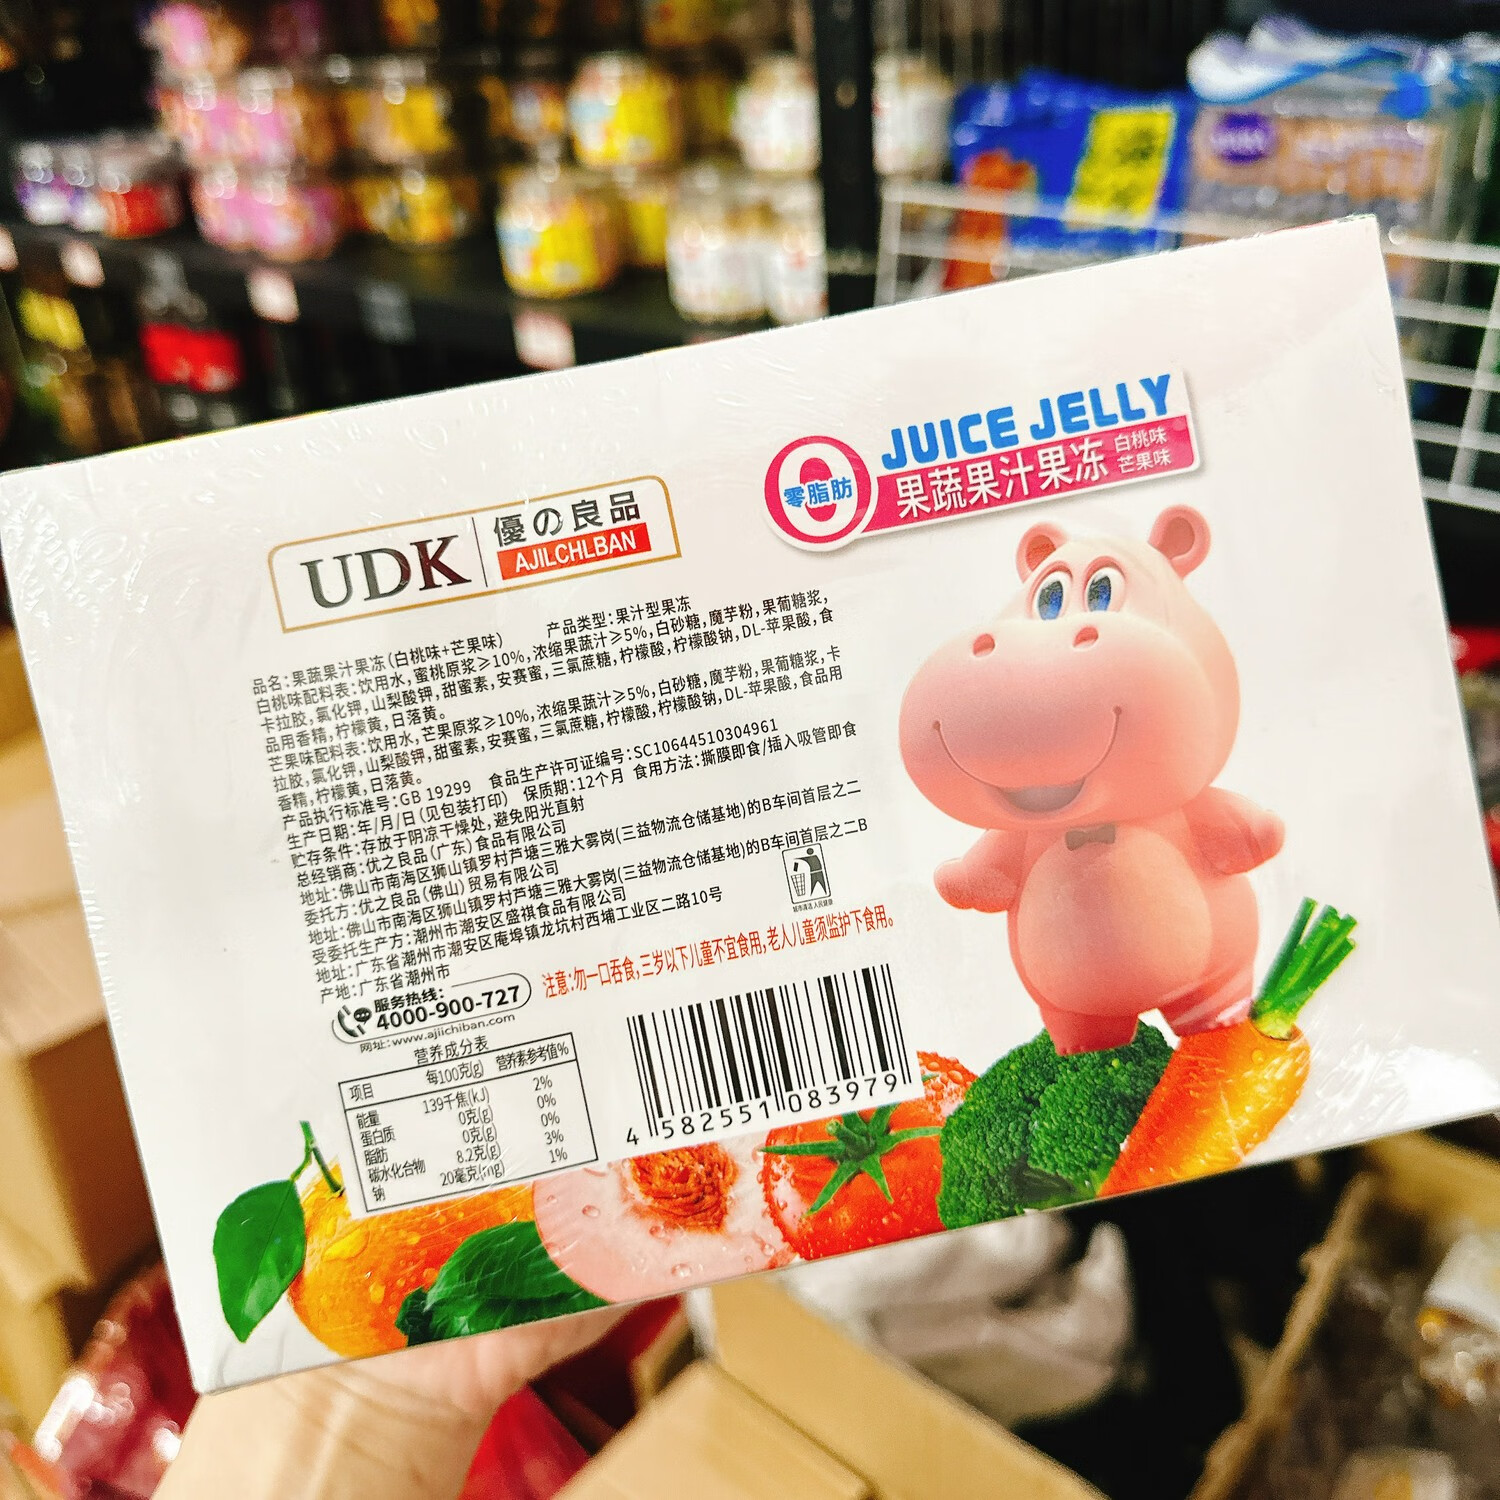 JUICE JELLY
零脂肪
果蔬果汁果冻
白桃味
芒果味
UDK
優の良品
AJILCHLBAN
品名:果蔬果汁果冻(白桃味+芒果味) 产品类型:果汁型果冻
白桃味配料表:饮用水,蜜桃原浆≥10%,浓缩果蔬汁≥5%,白砂糖,魔芋粉,果葡糖浆,
卡拉胶,氯化钾,山梨酸钾,甜蜜素,安赛蜜,三氯蔗糖,柠檬酸,柠檬酸钠,DL-苹果酸,食
品用香精,柠檬黄,日落黄。
芒果味配料表:饮用水,芒果原浆≥10%,浓缩果蔬汁≥5%,白砂糖,魔芋粉,果葡糖浆,卡
拉胶,氯化钾,山梨酸钾,甜蜜素,安赛蜜,三氯蔗糖,柠檬酸,柠檬酸钠,DL-苹果酸,食品用
香精,柠檬黄,日落黄。
产品执行标准号:GB 19299 食品生产许可证编号:SC10644510304961
生产日期:年/月/日(见包装打印) 保质期:12个月 食用方法:撕膜即食/插入吸管即食
贮存条件:存放于阴凉干燥处,避免阳光直射
总经销商:优之良品(广东)食品有限公司
地址:佛山市南海区狮山镇罗村芦塘三雅大雾岗(三益物流仓储基地)的B车间首层之二
委托方:优之良品(佛山)贸易有限公司
地址:佛山市南海区狮山镇罗村芦塘三雅大雾岗(三益物流仓储基地)的B车间首层之二B
受委托生产方:潮州市潮安区盛祺食品有限公司
地址:广东省潮州市潮安区庵埠镇龙坑村西埔工业区二路10号
产地:广东省潮州市
城市清洁 人民健康
服务热线:
4000-900-727
网址:www.ajiichiban.com
注意:勿一口吞食,三岁以下儿童不宜食用,老人儿童须监护下食用。
营养成分表
项目 每100克(g) 营养素参考值%
能量 139千焦(kJ) 2%
蛋白质 0克(g) 0%
脂肪 0克(g) 0%
碳水化合物 8.2克(g) 3%
钠 20毫克(mg) 1%
4 582551 083979